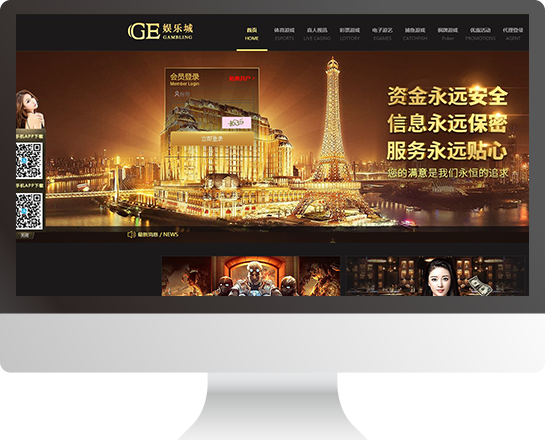 GE 娱乐城
GAMBLING
首页 体育游戏 真人视讯 彩票游戏 电子游艺 捕鱼游戏 棋牌游戏 优惠活动 代理登录
HOME ESPORTS LIVE CASINO LOTTERY EGAMES CATCHFISH Poker PROMOTIONS AGENT
会员登录
Member Login
立即登录
资金永远安全
信息永远保密
服务永远贴心
您的满意是我们永恒的追求
手机APP下载
手机APP下载
关闭
最新消息 / NEWS